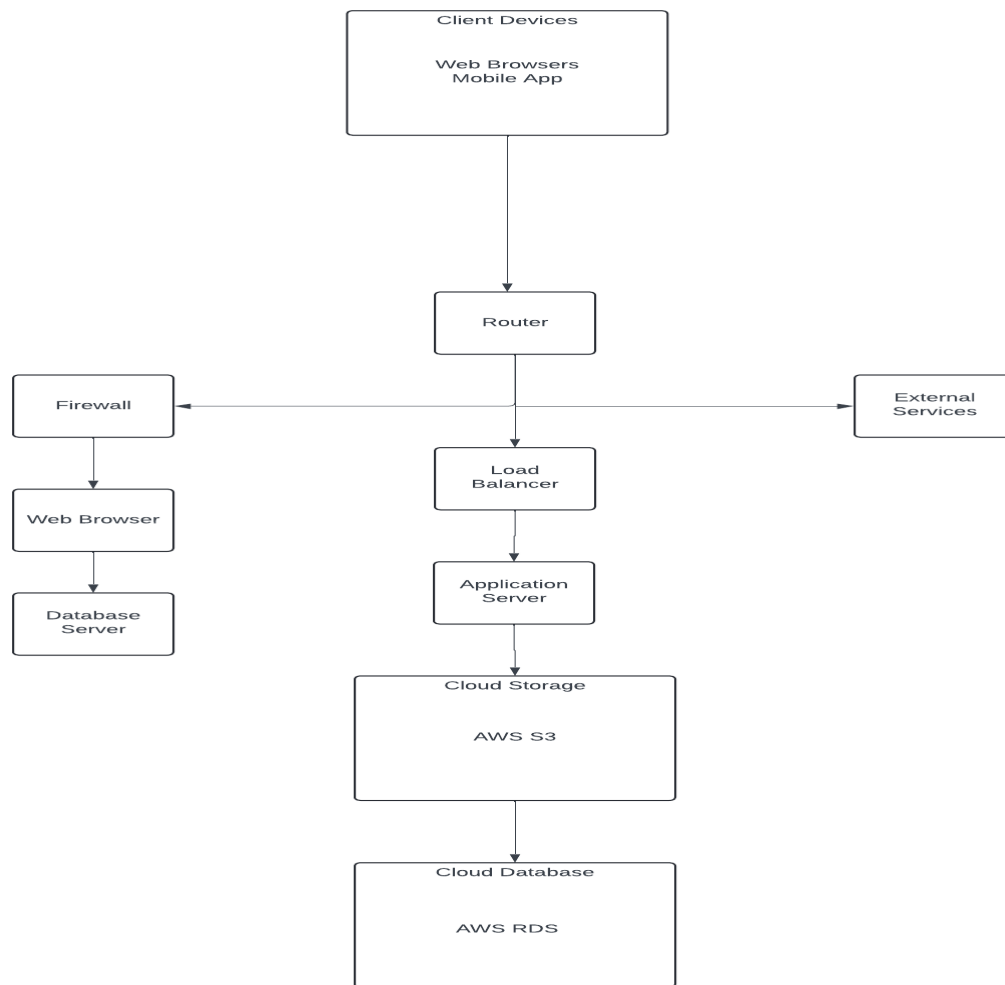 Client Devices
Web Browsers
Mobile App
Router
Firewall
External
Services
Load
Balancer
Web Browser
Application
Server
Database
Server
Cloud Storage
AWS S3
Cloud Database
AWS RDS